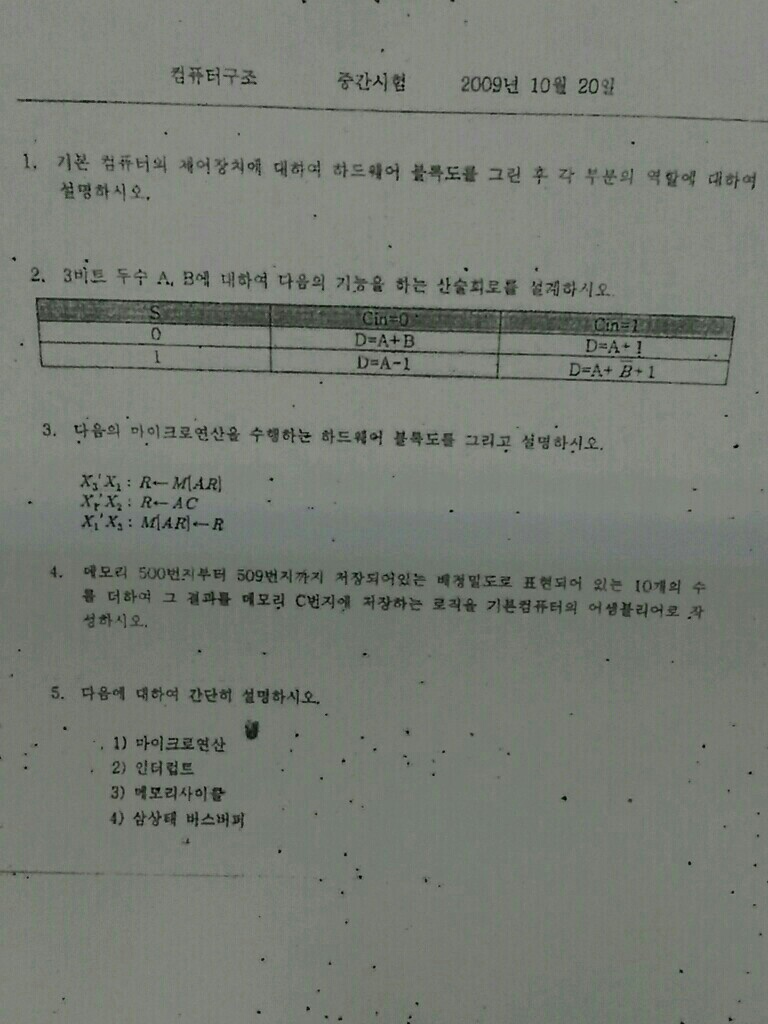 컴퓨터구조 중간시험 2009년 10월 20일
1. 기본 컴퓨터의 제어장치에 대하여 하드웨어 블록도를 그린 후 각 부분의 역할에 대하여
설명하시오.
2. 3비트 두수 A, B에 대하여 다음의 기능을 하는 산술회로를 설계하시오.
S Cin=0 Cin=1
0 D=A+B D=A+1
1 D=A-1 D=A+B̅+1
3. 다음의 마이크로연산을 수행하는 하드웨어 블록도를 그리고 설명하시오.
X₃'X₁ : R←M[AR]
X₁'X₂ : R←AC
X₁'X₃ : M[AR]←R
4. 메모리 500번지부터 509번지까지 저장되어있는 배정밀도로 표현되어 있는 10개의 수
를 더하여 그 결과를 메모리 C번지에 저장하는 로직을 기본컴퓨터의 어셈블리어로 작
성하시오.
5. 다음에 대하여 간단히 설명하시오.
1) 마이크로연산
2) 인터럽트
3) 메모리사이클
4) 삼상태 버스버퍼